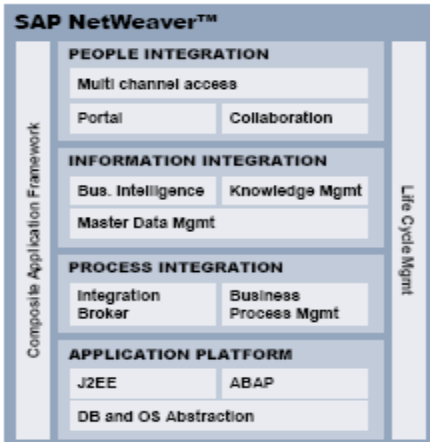 SAP NetWeaver™
Composite Application Framework
PEOPLE INTEGRATION
Multi channel access
Portal
Collaboration
INFORMATION INTEGRATION
Bus. Intelligence
Knowledge Mgmt
Master Data Mgmt
PROCESS INTEGRATION
Integration
Broker
Business
Process Mgmt
APPLICATION PLATFORM
J2EE
ABAP
DB and OS Abstraction
Life Cycle Mgmt